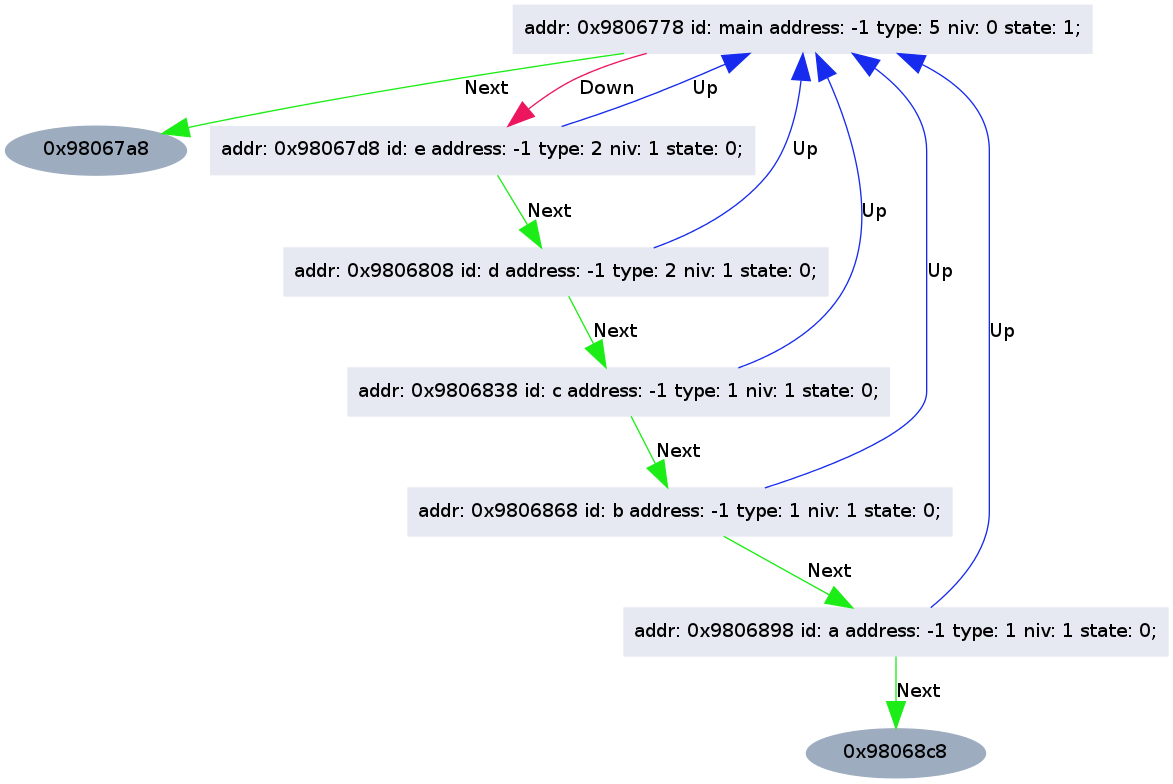 addr: 0x9806778 id: main address: -1 type: 5 niv: 0 state: 1;
Next
Down
Up
0x98067a8
addr: 0x98067d8 id: e address: -1 type: 2 niv: 1 state: 0;
Up
Next
Up
addr: 0x9806808 id: d address: -1 type: 2 niv: 1 state: 0;
Up
Next
Up
addr: 0x9806838 id: c address: -1 type: 1 niv: 1 state: 0;
Next
addr: 0x9806868 id: b address: -1 type: 1 niv: 1 state: 0;
Next
addr: 0x9806898 id: a address: -1 type: 1 niv: 1 state: 0;
Next
0x98068c8